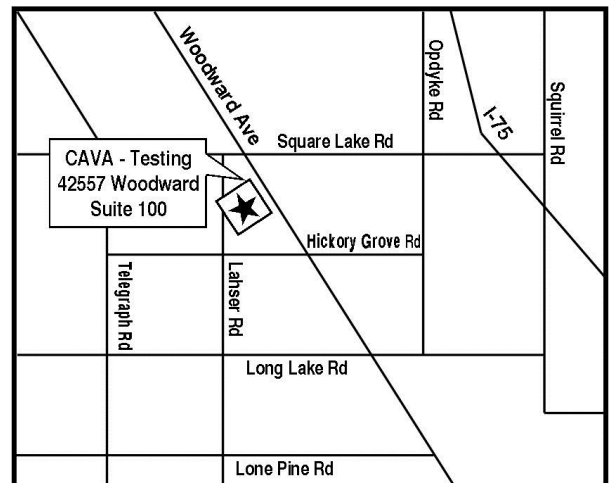 Woodward Ave
Opdyke Rd
I-75
Squirrel Rd
Square Lake Rd
CAVA - Testing
42557 Woodward
Suite 100
Hickory Grove Rd
Telegraph Rd
Lahser Rd
Long Lake Rd
Lone Pine Rd